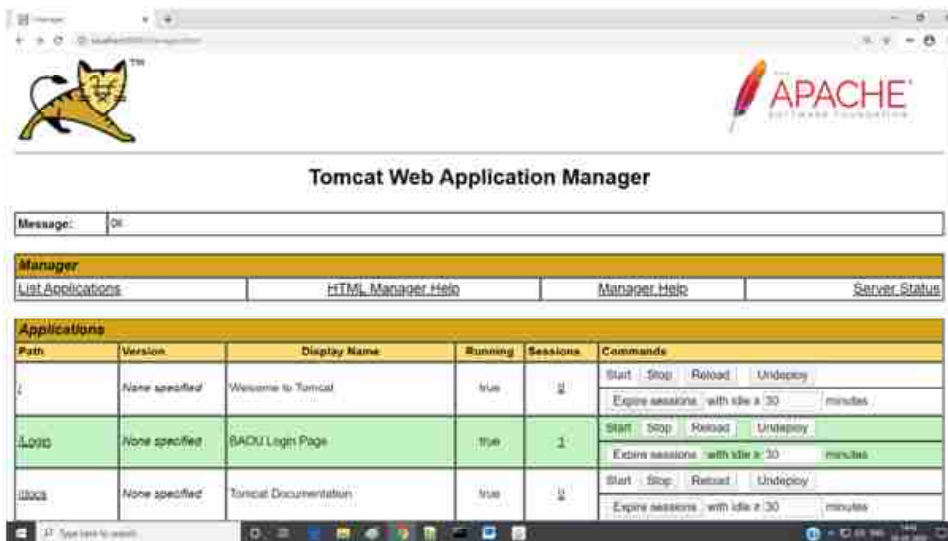 manager
TM
THE
APACHE
SOFTWARE FOUNDATION
Tomcat Web Application Manager
Message: OK
Manager
List Applications HTML Manager Help Manager Help Server Status
Applications
Path Version Display Name Running Sessions Commands
/ None specified Welcome to Tomcat true 0 Start Stop Reload Undeploy
Expire sessions with idle ≥ 30 minutes
/Login None specified BAOU Login Page true Start Stop Reload Undeploy
Expire sessions with idle ≥ 30 minutes
/docs None specified Tomcat Documentation true 0 Start Stop Reload Undeploy
Expire sessions with idle ≥ 30 minutes
Type here to search